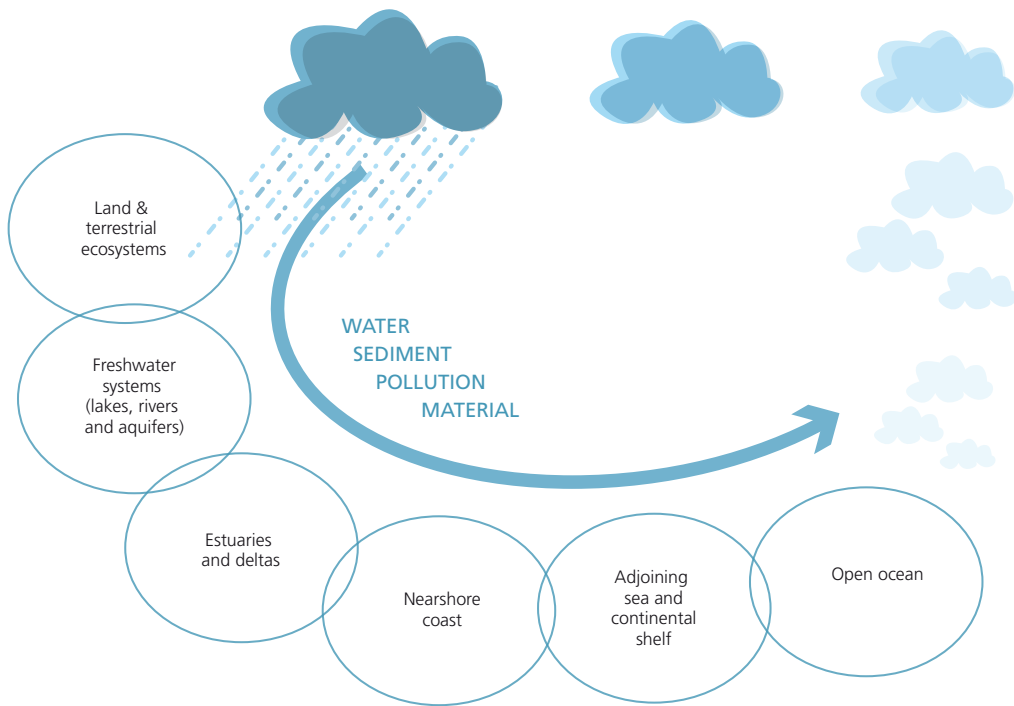 Land &
terrestrial
ecosystems
Freshwater
systems
(lakes, rivers
and aquifers)
WATER
SEDIMENT
POLLUTION
MATERIAL
Estuaries
and deltas
Nearshore
coast
Adjoining
sea and
continental
shelf
Open ocean